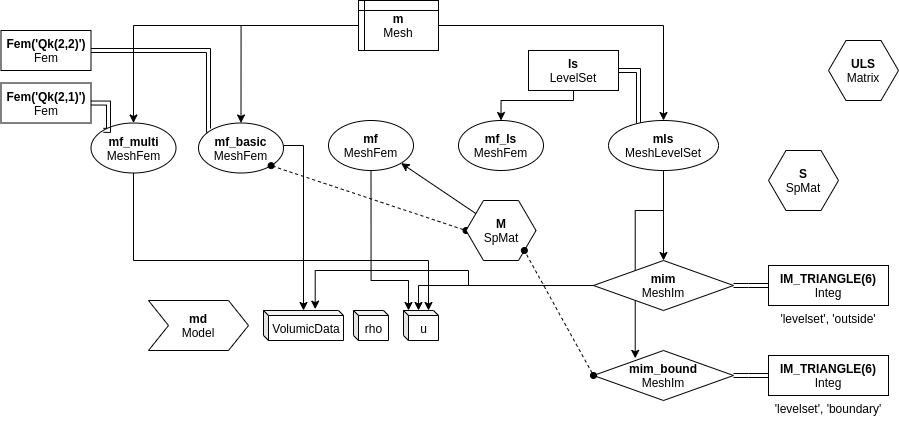 m
Mesh
Fem('Qk(2,2)')
Fem
ls
LevelSet
ULS
Matrix
Fem('Qk(2,1)')
Fem
mf_multi
MeshFem
mf_basic
MeshFem
mf
MeshFem
mf_ls
MeshFem
mls
MeshLevelSet
S
SpMat
M
SpMat
mim
MeshIm
IM_TRIANGLE(6)
Integ
'levelset', 'outside'
md
Model
VolumicData
rho
u
mim_bound
MeshIm
IM_TRIANGLE(6)
Integ
'levelset', 'boundary'